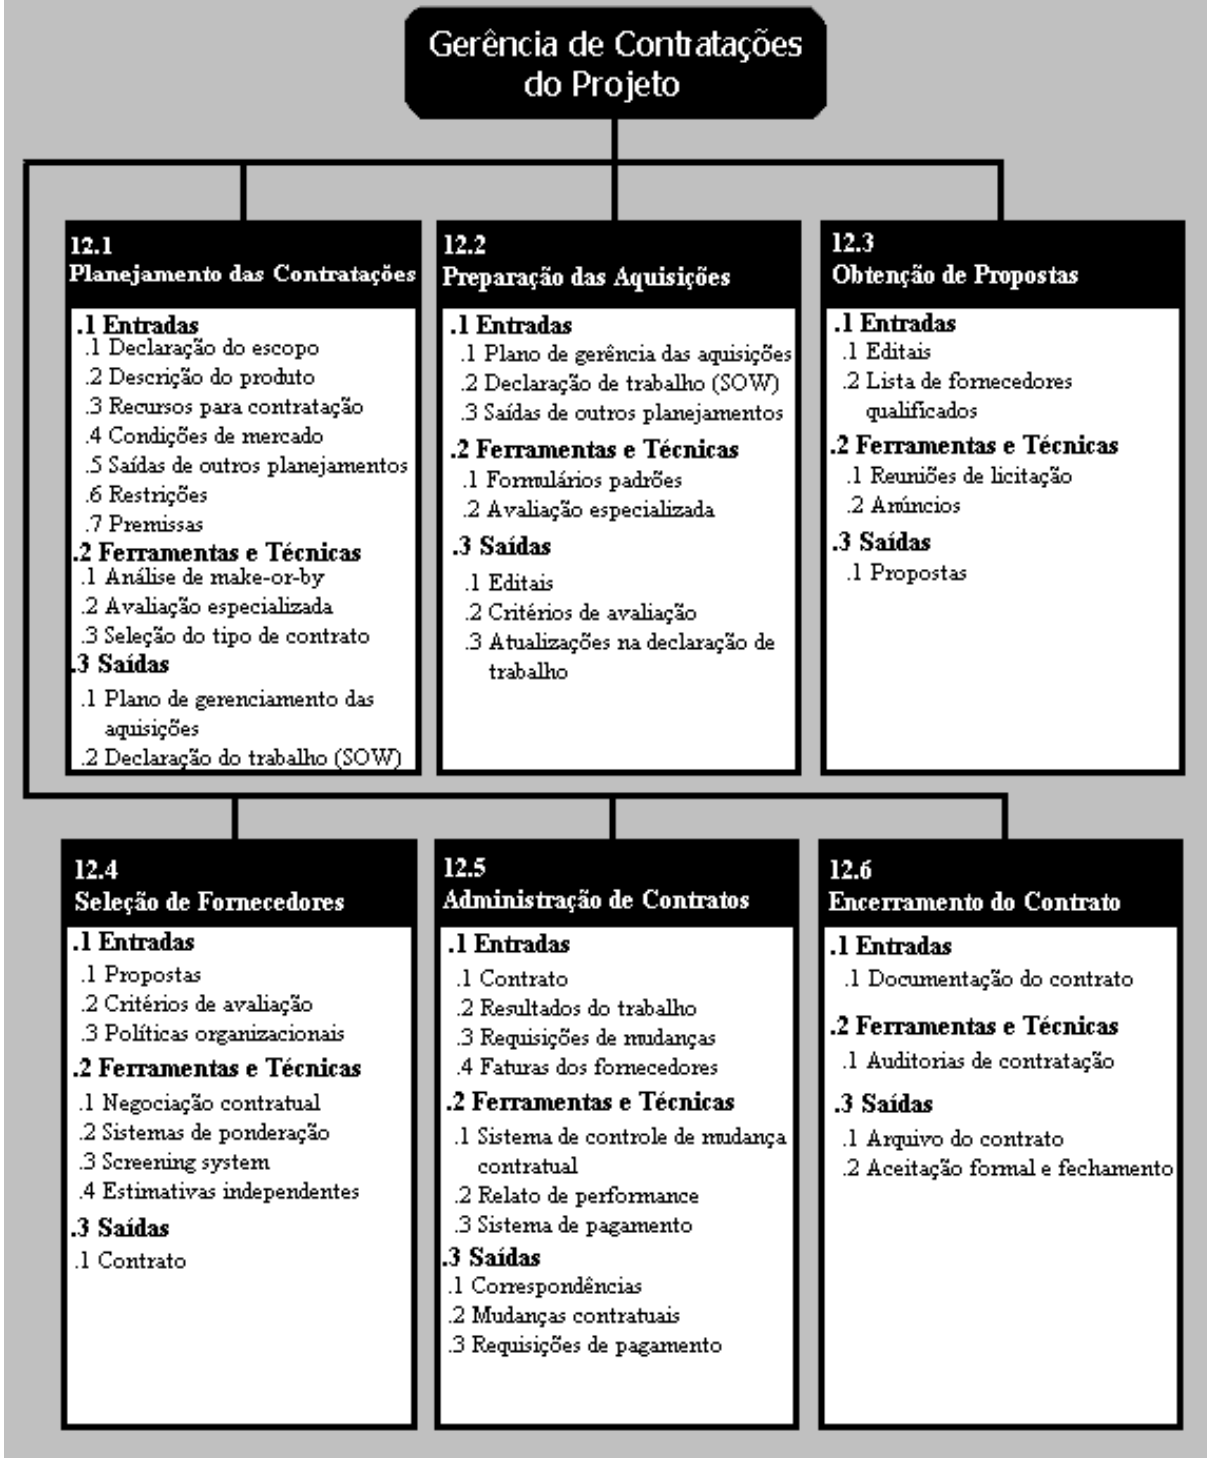 Gerência de Contratações
do Projeto
12.1
Planejamento das Contratações
.1 Entradas
.1 Declaração do escopo
.2 Descrição do produto
.3 Recursos para contratação
.4 Condições de mercado
.5 Saídas de outros planejamentos
.6 Restrições
.7 Premissas
.2 Ferramentas e Técnicas
.1 Análise de make-or-by
.2 Avaliação especializada
.3 Seleção do tipo de contrato
.3 Saídas
.1 Plano de gerenciamento das
aquisições
.2 Declaração do trabalho (SOW)
12.2
Preparação das Aquisições
.1 Entradas
.1 Plano de gerência das aquisições
.2 Declaração de trabalho (SOW)
.3 Saídas de outros planejamentos
.2 Ferramentas e Técnicas
.1 Formulários padrões
.2 Avaliação especializada
.3 Saídas
.1 Editais
.2 Critérios de avaliação
.3 Atualizações na declaração de
trabalho
12.3
Obtenção de Propostas
.1 Entradas
.1 Editais
.2 Lista de fornecedores
qualificados
.2 Ferramentas e Técnicas
.1 Reuniões de licitação
.2 Anúncios
.3 Saídas
.1 Propostas
12.4
Seleção de Fornecedores
.1 Entradas
.1 Propostas
.2 Critérios de avaliação
.3 Políticas organizacionais
.2 Ferramentas e Técnicas
.1 Negociação contratual
.2 Sistemas de ponderação
.3 Screening system
.4 Estimativas independentes
.3 Saídas
.1 Contrato
12.5
Administração de Contratos
.1 Entradas
.1 Contrato
.2 Resultados do trabalho
.3 Requisições de mudanças
.4 Faturas dos fornecedores
.2 Ferramentas e Técnicas
.1 Sistema de controle de mudança
contratual
.2 Relato de performance
.3 Sistema de pagamento
.3 Saídas
.1 Correspondências
.2 Mudanças contratuais
.3 Requisições de pagamento
12.6
Encerramento do Contrato
.1 Entradas
.1 Documentação do contrato
.2 Ferramentas e Técnicas
.1 Auditorias de contratação
.3 Saídas
.1 Arquivo do contrato
.2 Aceitação formal e fechamento